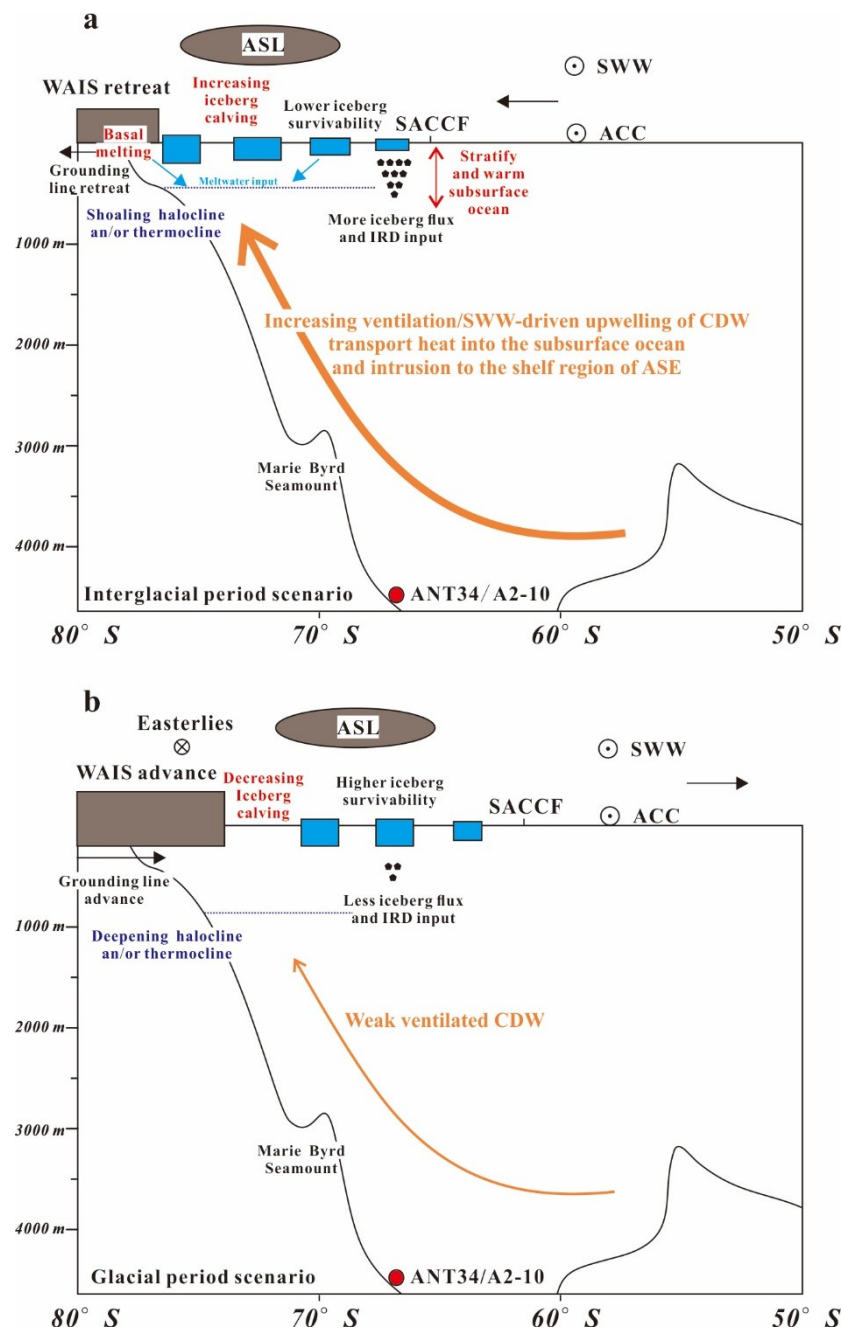 a
ASL
SWW
WAIS retreat
Increasing
iceberg
calving
Lower iceberg
survivability
SACCF
ACC
Basal
melting
Grounding
line retreat
Meltwater input
Stratify
and warm
subsurface
ocean
Shoaling halocline
an/or thermocline
More iceberg flux
and IRD input
1000 m
Increasing ventilation/SWW-driven upwelling of CDW
transport heat into the subsurface ocean
and intrusion to the shelf region of ASE
2000 m
3000 m
Marie Byrd
Seamount
4000 m
Interglacial period scenario
ANT34/A2-10
80° S
70° S
60° S
50° S
b
Easterlies
ASL
SWW
WAIS advance
Decreasing
Iceberg
calving
Higher iceberg
survivability
SACCF
ACC
Grounding line
advance
Less iceberg flux
and IRD input
1000 m
Deepening halocline
an/or thermocline
2000 m
Weak ventilated CDW
3000 m
Marie Byrd
Seamount
4000 m
Glacial period scenario
ANT34/A2-10
80° S
70° S
60° S
50° S